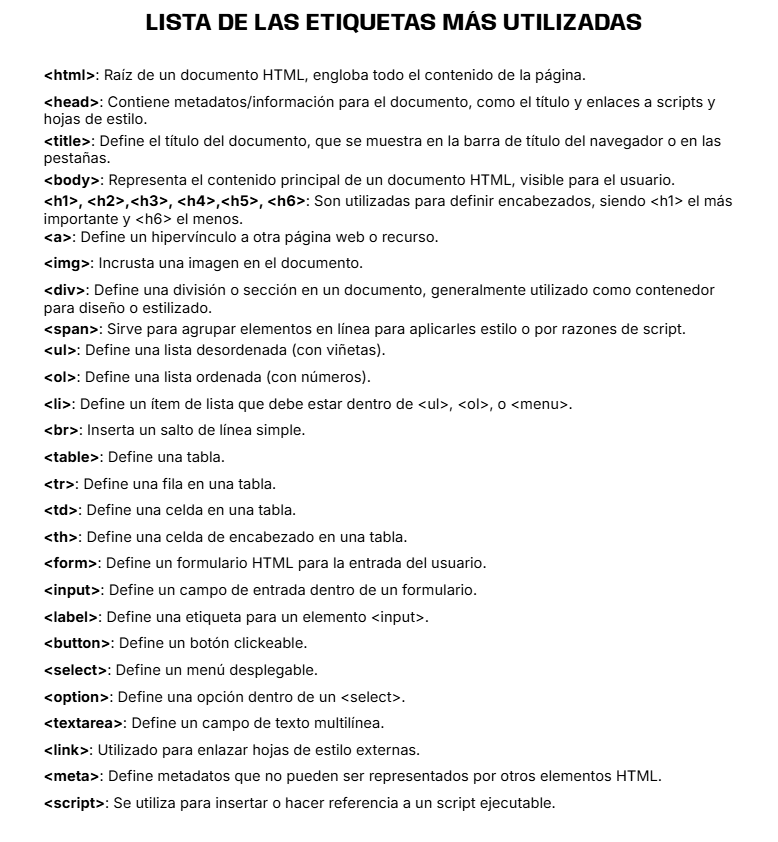 LISTA DE LAS ETIQUETAS MÁS UTILIZADAS
<html>: Raíz de un documento HTML, engloba todo el contenido de la página.
<head>: Contiene metadatos/información para el documento, como el título y enlaces a scripts y
hojas de estilo.
<title>: Define el título del documento, que se muestra en la barra de título del navegador o en las
pestañas.
<body>: Representa el contenido principal de un documento HTML, visible para el usuario.
<h1>, <h2>,<h3>, <h4>,<h5>, <h6>: Son utilizadas para definir encabezados, siendo <h1> el más
importante y <h6> el menos.
<a>: Define un hipervínculo a otra página web o recurso.
<img>: Incrusta una imagen en el documento.
<div>: Define una división o sección en un documento, generalmente utilizado como contenedor
para diseño o estilizado.
<span>: Sirve para agrupar elementos en línea para aplicarles estilo o por razones de script.
<ul>: Define una lista desordenada (con viñetas).
<ol>: Define una lista ordenada (con números).
<li>: Define un ítem de lista que debe estar dentro de <ul>, <ol>, o <menu>.
<br>: Inserta un salto de línea simple.
<table>: Define una tabla.
<tr>: Define una fila en una tabla.
<td>: Define una celda en una tabla.
<th>: Define una celda de encabezado en una tabla.
<form>: Define un formulario HTML para la entrada del usuario.
<input>: Define un campo de entrada dentro de un formulario.
<label>: Define una etiqueta para un elemento <input>.
<button>: Define un botón clickeable.
<select>: Define un menú desplegable.
<option>: Define una opción dentro de un <select>.
<textarea>: Define un campo de texto multilínea.
<link>: Utilizado para enlazar hojas de estilo externas.
<meta>: Define metadatos que no pueden ser representados por otros elementos HTML.
<script>: Se utiliza para insertar o hacer referencia a un script ejecutable.